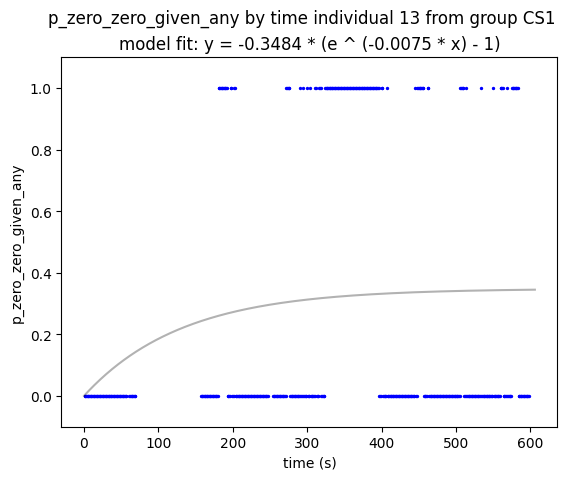 p_zero_zero_given_any by time individual 13 from group CS1
model fit: y = -0.3484 * (e ^ (-0.0075 * x) - 1)
1.0
0.8
0.6
0.4
0.2
0.0
p_zero_zero_given_any
0 100 200 300 400 500 600
time (s)